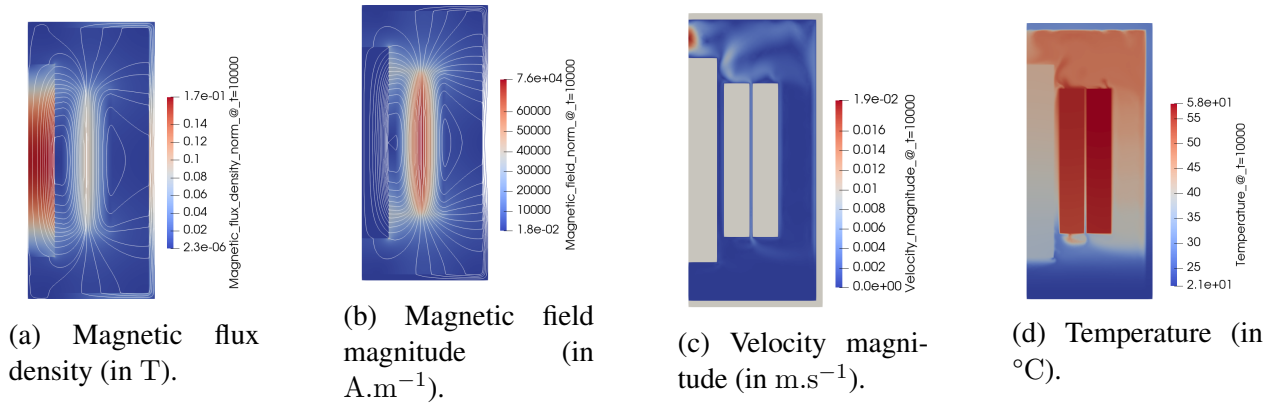 1.7e-01
0.14
0.12
0.1
0.08
0.06
0.04
0.02
2.3e-06
Magnetic_flux_density_norm_@_t=10000
(a) Magnetic flux
density (in T).
7.6e+04
60000
50000
40000
30000
20000
10000
1.8e-02
Magnetic_field_norm_@_t=10000
(b) Magnetic field
magnitude (in
A.m⁻¹).
1.9e-02
0.016
0.014
0.012
0.01
0.008
0.006
0.004
0.002
0.0e+00
Velocity_magnitude_@_t=10000
(c) Velocity magni-
tude (in m.s⁻¹).
5.8e+01
55
50
45
40
35
30
25
2.1e+01
Temperature_@_t=10000
(d) Temperature (in
°C).